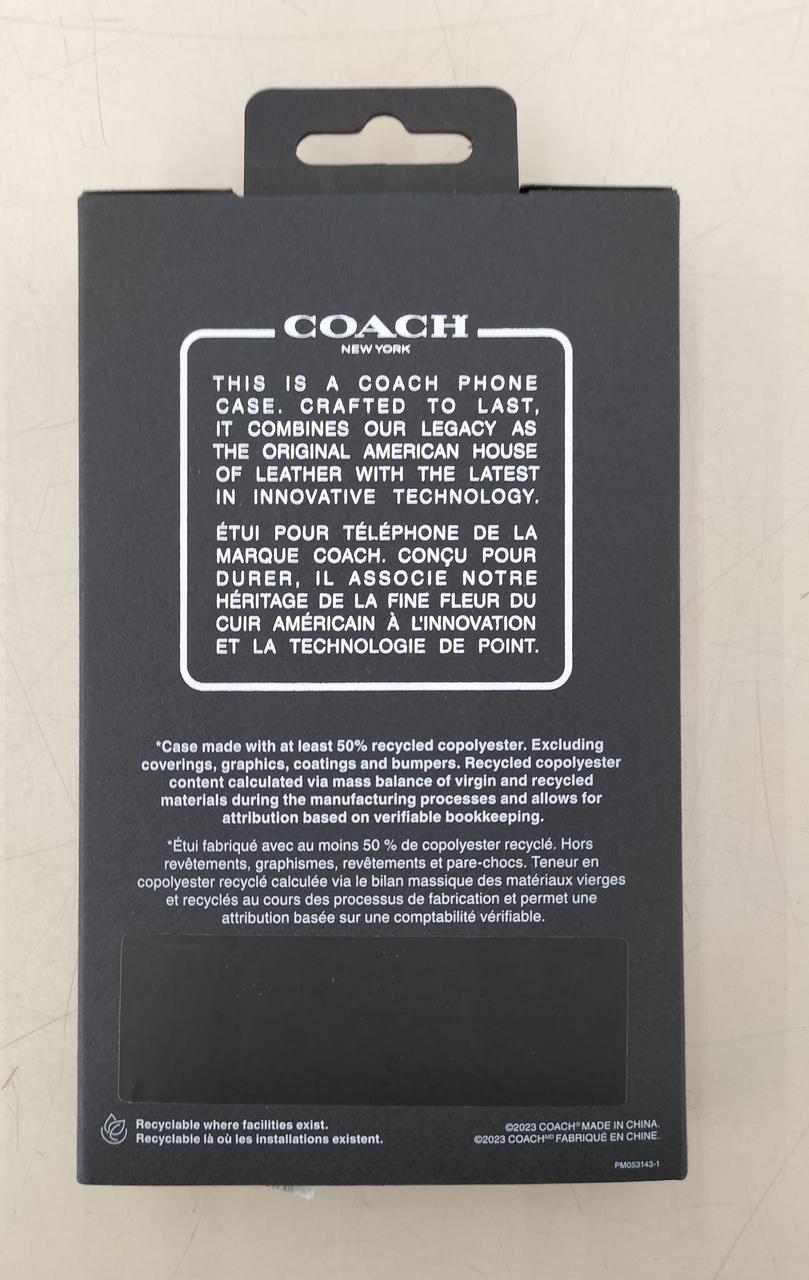 COACH
NEW YORK
THIS IS A COACH PHONE
CASE. CRAFTED TO LAST,
IT COMBINES OUR LEGACY AS
THE ORIGINAL AMERICAN HOUSE
OF LEATHER WITH THE LATEST
IN INNOVATIVE TECHNOLOGY.
ÉTUI POUR TÉLÉPHONE DE LA
MARQUE COACH. CONÇU POUR
DURER, IL ASSOCIE NOTRE
HÉRITAGE DE LA FINE FLEUR DU
CUIR AMÉRICAIN À L'INNOVATION
ET LA TECHNOLOGIE DE POINT.
*Case made with at least 50% recycled copolyester. Excluding
coverings, graphics, coatings and bumpers. Recycled copolyester
content calculated via mass balance of virgin and recycled
materials during the manufacturing processes and allows for
attribution based on verifiable bookkeeping.
*Étui fabriqué avec au moins 50 % de copolyester recyclé. Hors
revêtements, graphismes, revêtements et pare-chocs. Teneur en
copolyester recyclé calculée via le bilan massique des matériaux vierges
et recyclés au cours des processus de fabrication et permet une
attribution basée sur une comptabilité vérifiable.
Recyclable where facilities exist.
Recyclable là où les installations existent.
©2023 COACH® MADE IN CHINA.
©2023 COACHᴹᴰ FABRIQUÉ EN CHINE.
PM053143-1